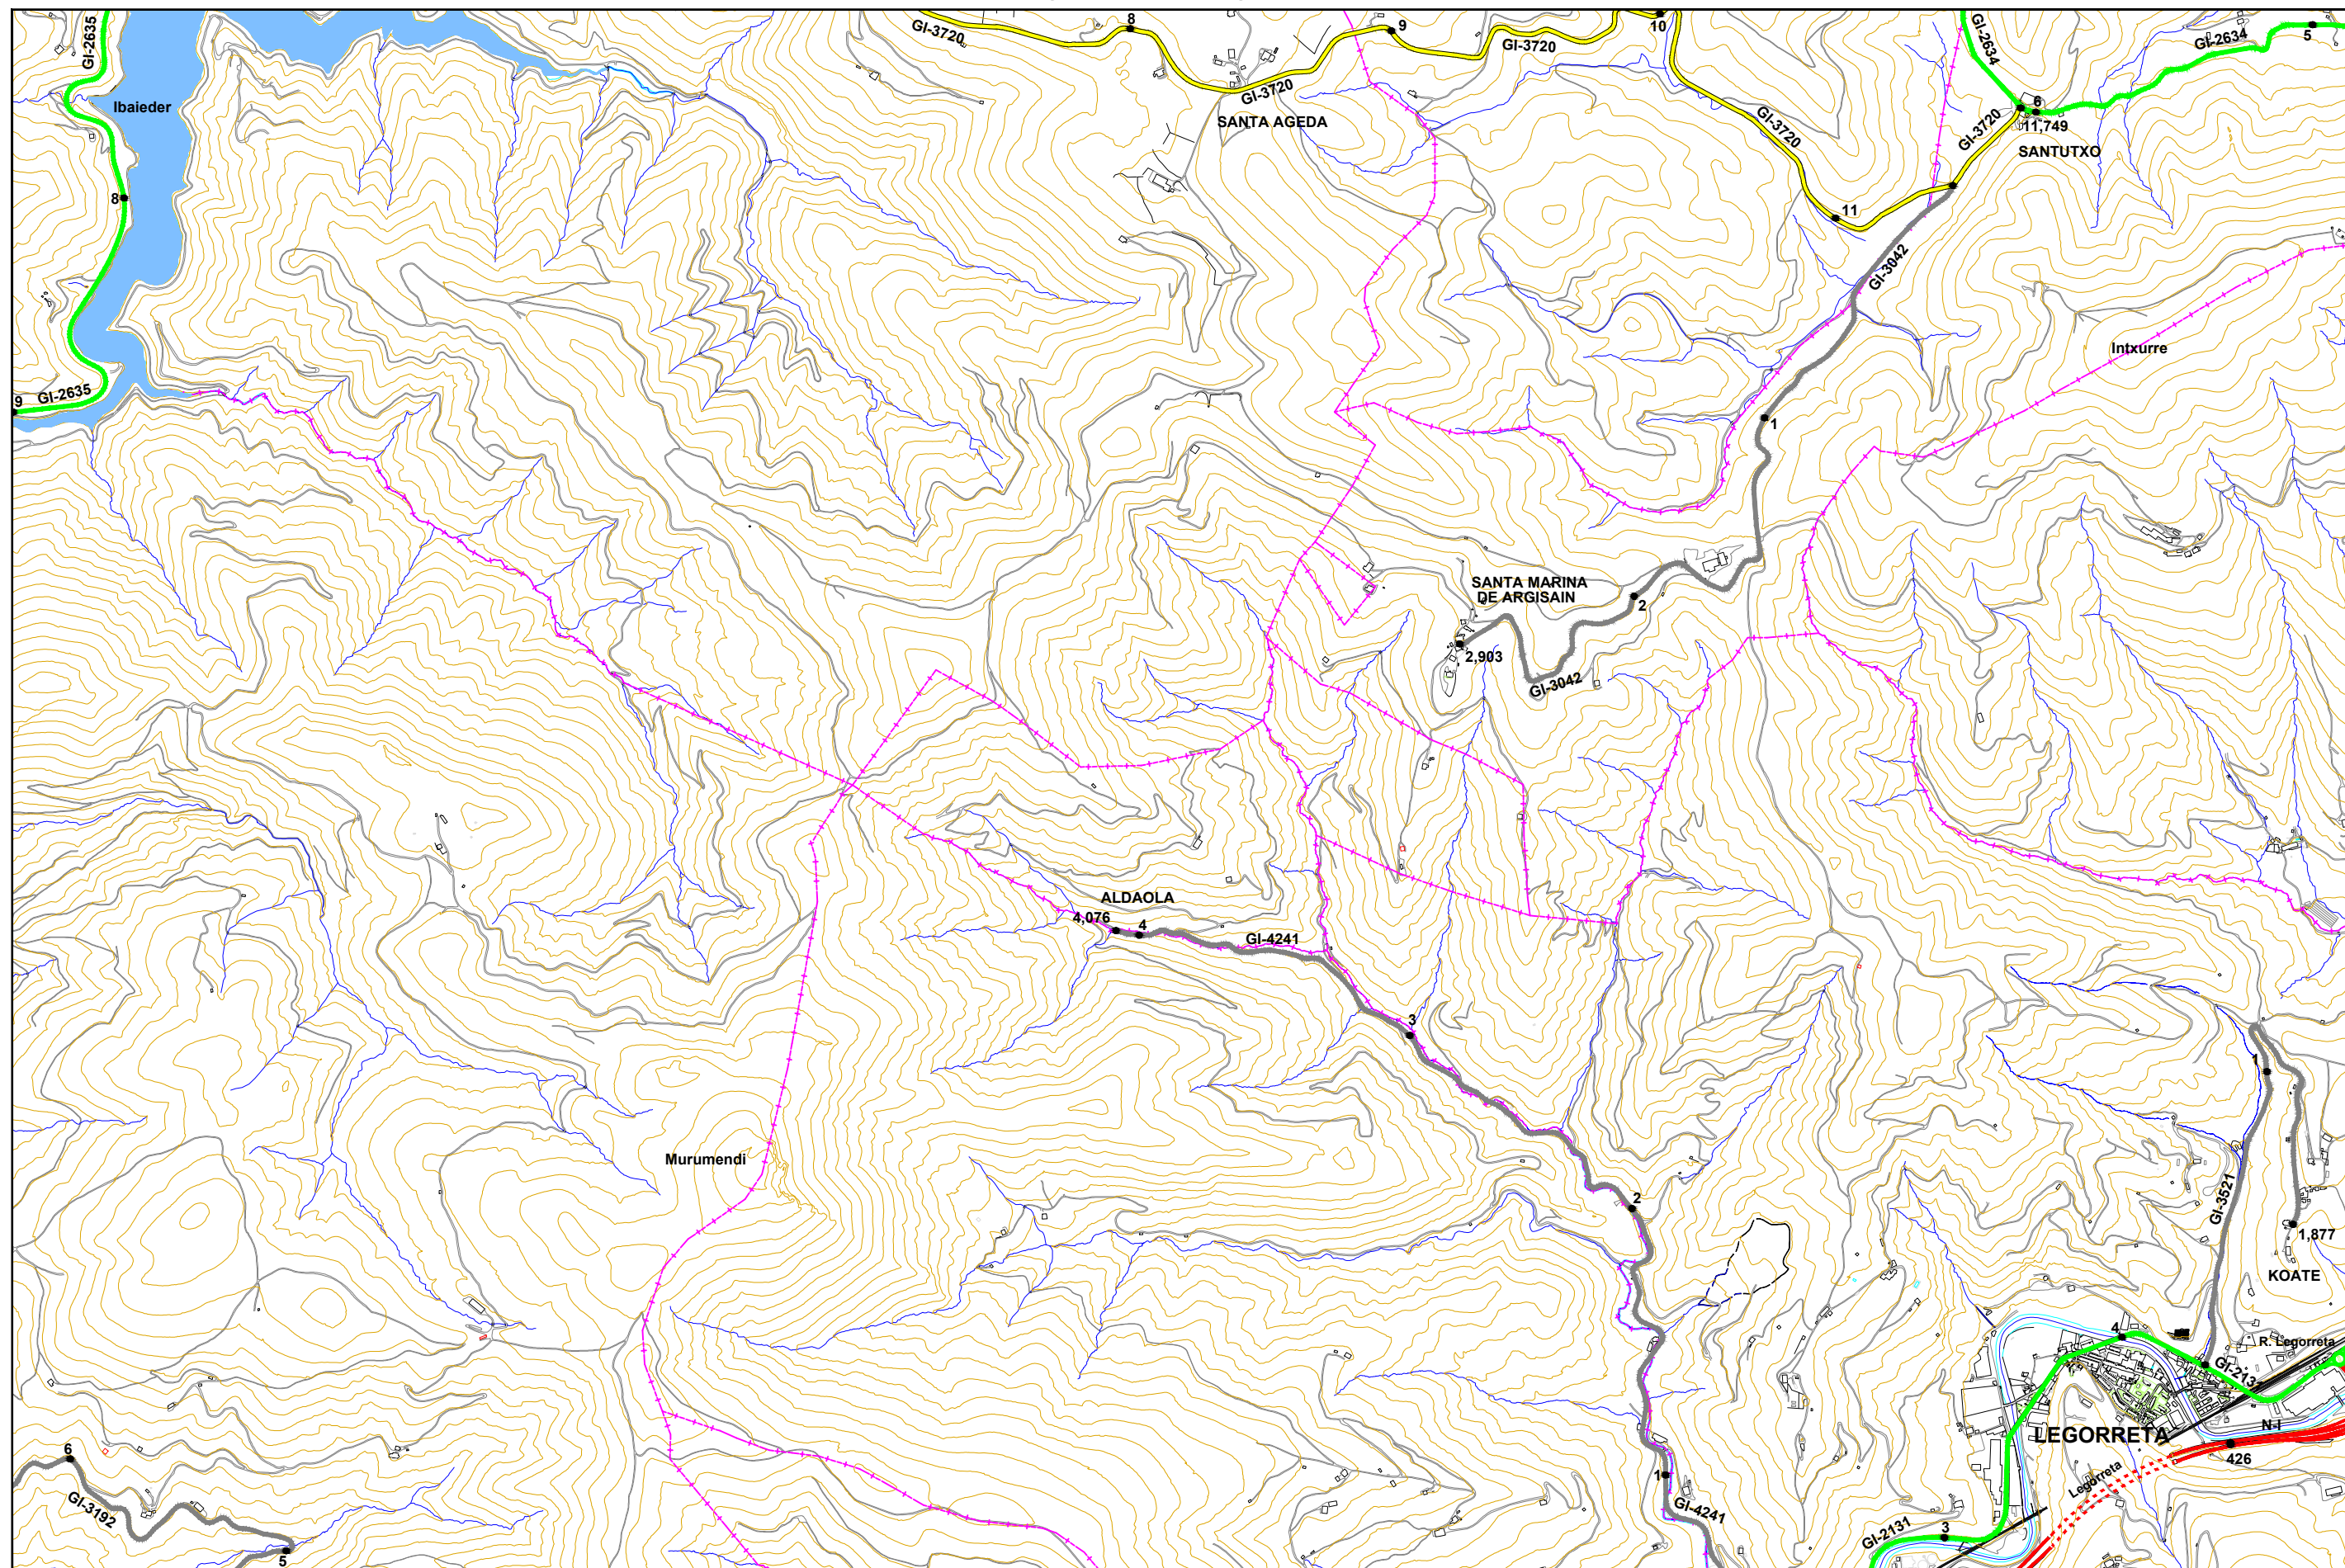 GI-2635
Ibaieder
8
9
GI-2635
GI-3720
8
GI-3720
SANTA AGEDA
9
GI-3720
10
GI-3720
11
GI-3720
GI-2634
GI-2634
5
6
11,749
SANTUTXO
GI-3042
Intxurre
1
SANTA MARINA
DE ARGISAIN
2
2,903
GI-3042
ALDAOLA
4,076
4
GI-4241
3
Murumendi
2
1
GI-3521
1,877
KOATE
4
R. Legorreta
GI-2131
LEGORRETA
N-I
426
Legorreta
1
GI-4241
GI-2131
3
6
GI-3192
5